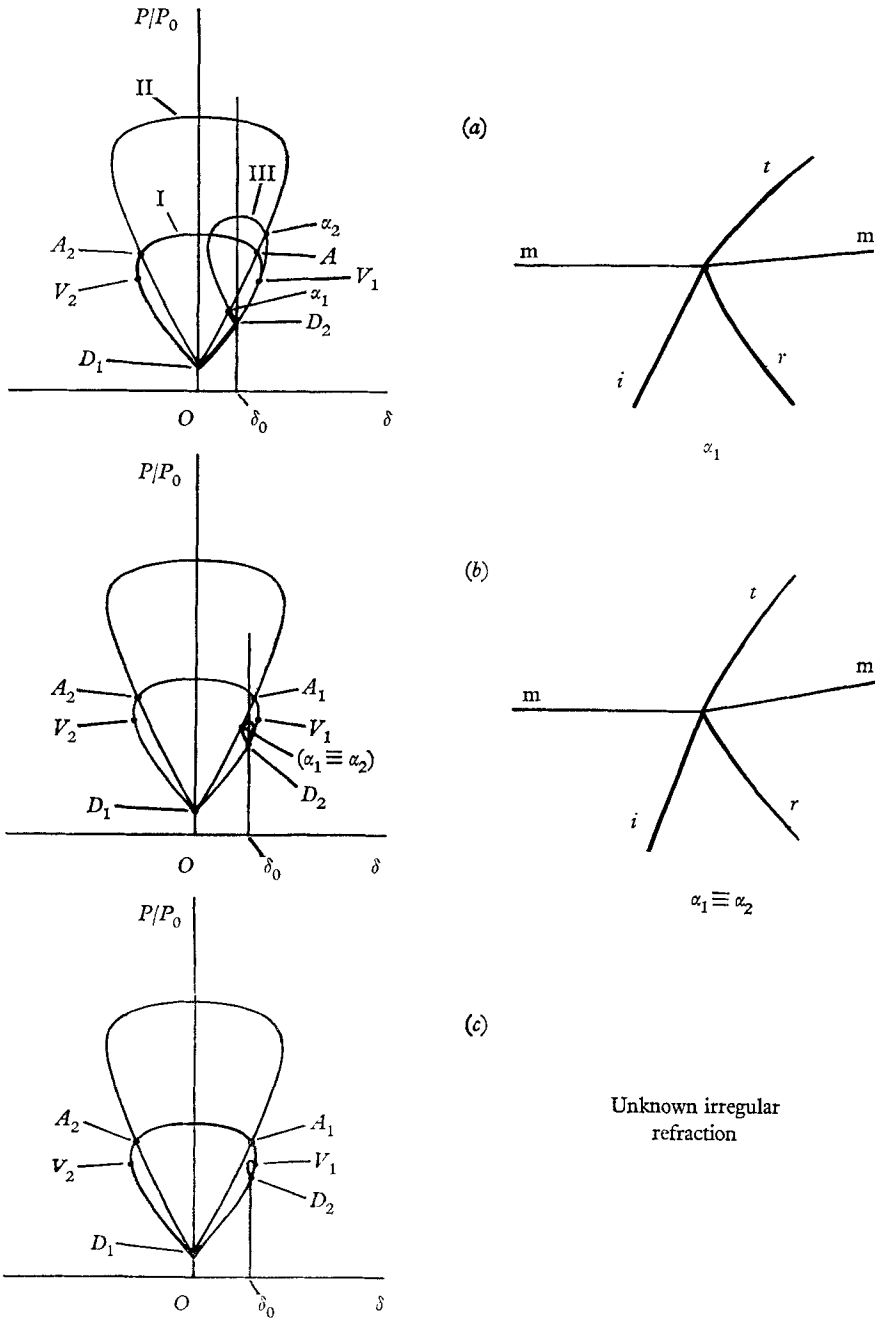 P/P₀
II
(a)
I
III
t
α₂
A₂
A
m
m
V₂
V₁
α₁
D₂
D₁
i
r
O
δ₀
δ
α₁
P/P₀
(b)
t
A₂
A₁
m
m
V₂
V₁
(α₁ ≡ α₂)
D₂
D₁
i
r
O
δ₀
δ
α₁ ≡ α₂
P/P₀
(c)
Unknown irregular
refraction
A₂
A₁
V₂
V₁
D₂
D₁
O
δ₀
δ